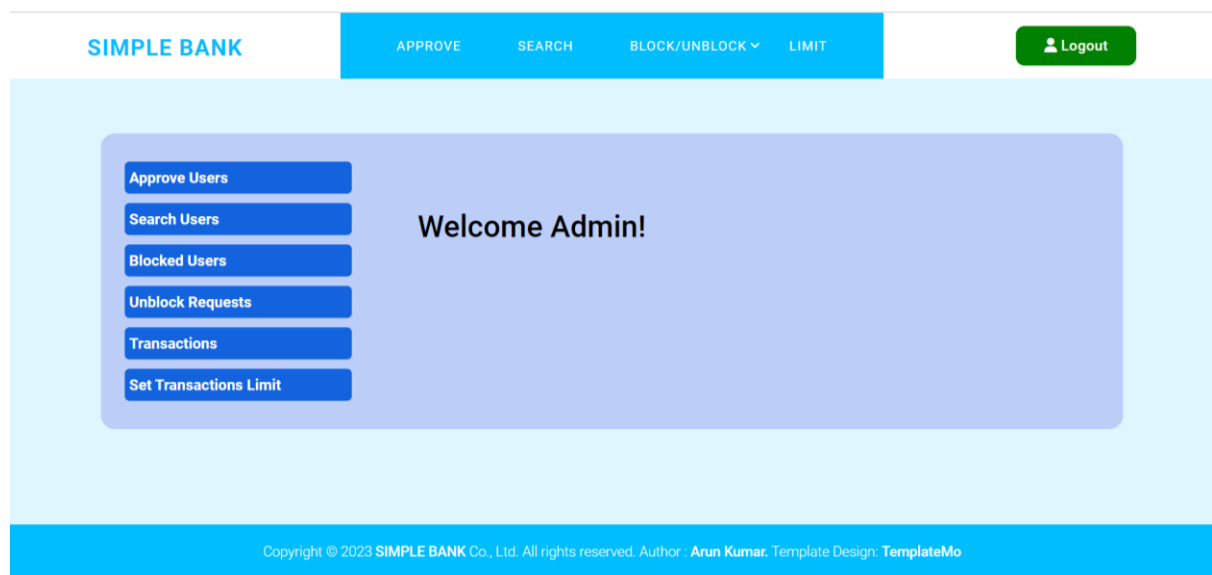 SIMPLE BANK
APPROVE SEARCH BLOCK/UNBLOCK LIMIT
Logout
Approve Users
Search Users
Blocked Users
Unblock Requests
Transactions
Set Transactions Limit
Welcome Admin!
Copyright © 2023 SIMPLE BANK Co., Ltd. All rights reserved. Author : Arun Kumar. Template Design: TemplateMo